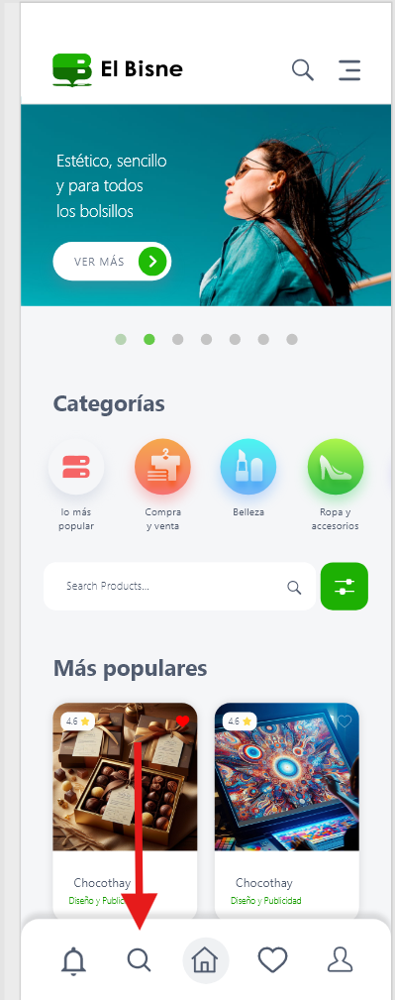 El Bisne
Estético, sencillo
y para todos
los bolsillos
VER MÁS
Categorías
lo más
popular
Compra
y venta
Belleza
Ropa y
accesorios
Search Products...
Más populares
4.6
4.6
Chocothay
Diseño y Public
Chocothay
Diseño y Publicidad